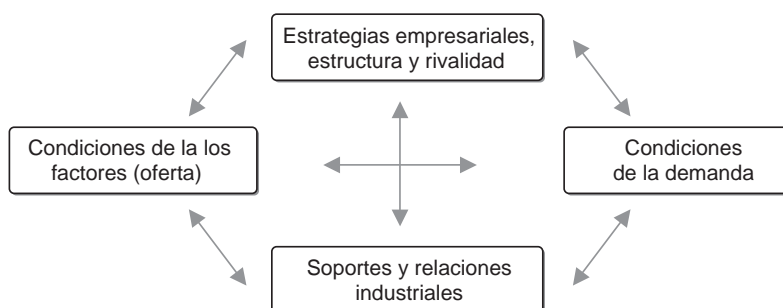 Estrategias empresariales,
estructura y rivalidad
Condiciones de la los
factores (oferta)
Condiciones
de la demanda
Soportes y relaciones
industriales